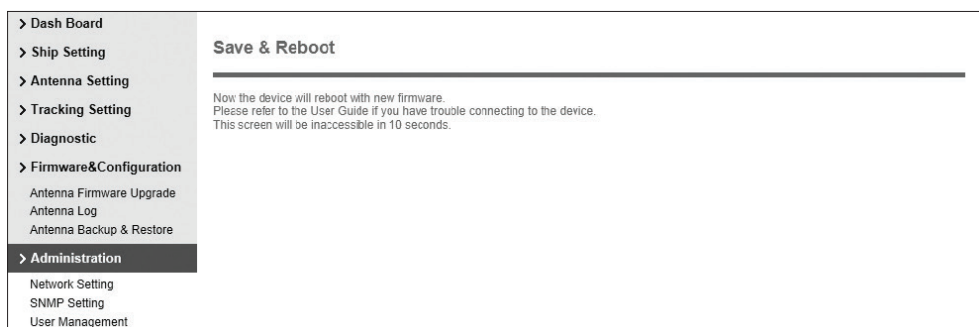 > Dash Board
> Ship Setting
> Antenna Setting
> Tracking Setting
> Diagnostic
> Firmware&Configuration
Antenna Firmware Upgrade
Antenna Log
Antenna Backup & Restore
> Administration
Network Setting
SNMP Setting
User Management
Save & Reboot
Now the device will reboot with new firmware.
Please refer to the User Guide if you have trouble connecting to the device.
This screen will be inaccessible in 10 seconds.